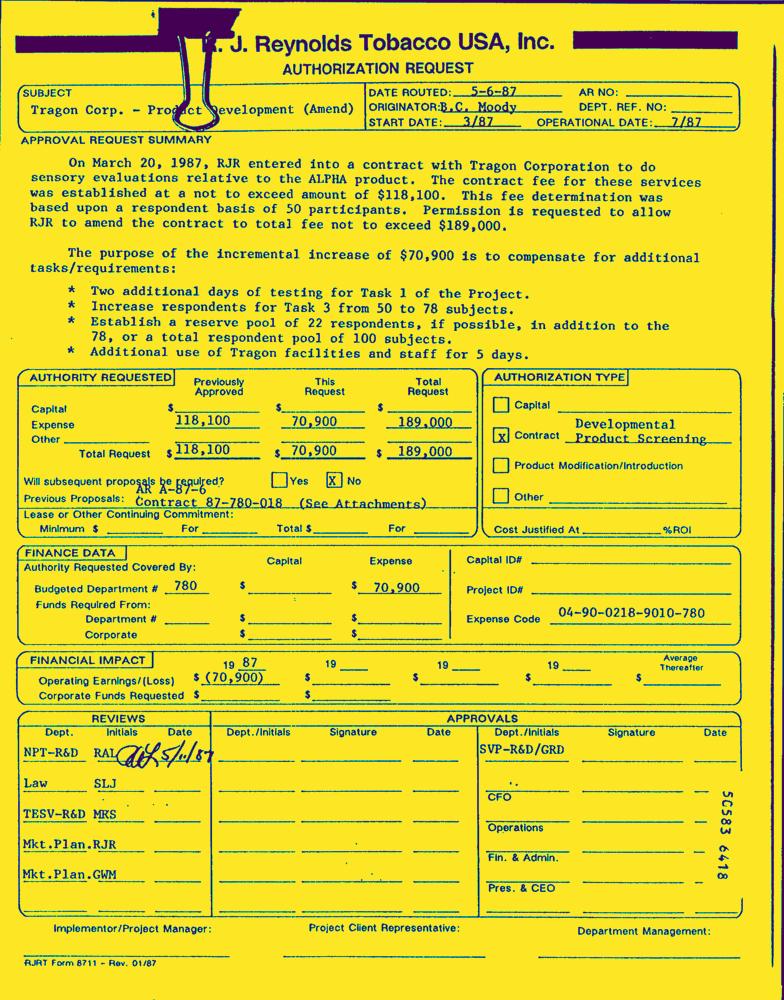 R. J. Reynolds Tobacco USA, Inc.
AUTHORIZATION REQUEST
SUBJECT
Tragon Corp. - Product Development (Amend)
DATE ROUTED: 5-6-87 AR NO:
ORIGINATOR: B.C. Moody DEPT. REF. NO:
START DATE: 3/87 OPERATIONAL DATE: 7/87
APPROVAL REQUEST SUMMARY
On March 20, 1987, RJR entered into a contract with Tragon Corporation to do
sensory evaluations relative to the ALPHA product. The contract fee for these services
was established at a not to exceed amount of $118,100. This fee determination was
based upon a respondent basis of 50 participants. Permission is requested to allow
RJR to amend the contract to total fee not to exceed $189,000.
The purpose of the incremental increase of $70,900 is to compensate for additional
tasks/requirements:
* Two additional days of testing for Task 1 of the Project.
* Increase respondents for Task 3 from 50 to 78 subjects.
* Establish a reserve pool of 22 respondents, if possible, in addition to the
78, or a total respondent pool of 100 subjects.
* Additional use of Tragon facilities and staff for 5 days.
AUTHORITY REQUESTED
Previously Approved This Request Total Request
Capital $ $ $
Expense 118,100 70,900 189,000
Other
Total Request $ 118,100 $ 70,900 $ 189,000
Will subsequent proposals be required? Yes X No
AR A-87-6
Previous Proposals: Contract 87-780-018 (See Attachments)
Lease or Other Continuing Commitment:
Minimum $ For Total $ For
AUTHORIZATION TYPE
Capital
X Contract Developmental
Product Screening
Product Modification/Introduction
Other
Cost Justified At %ROI
FINANCE DATA
Authority Requested Covered By: Capital Expense
Budgeted Department # 780 $ $ 70,900
Funds Required From:
Department # $ $
Corporate $ $
Capital ID#
Project ID#
Expense Code 04-90-0218-9010-780
FINANCIAL IMPACT
19 87 19 19 19 Average Thereafter
Operating Earnings/(Loss) $ (70,900) $ $ $ $
Corporate Funds Requested $ $
REVIEWS
Dept. Initials Date
NPT-R&D RAL 5/11/87
Law SLJ
TESV-R&D MKS
Mkt.Plan.RJR
Mkt.Plan.GWM
APPROVALS
Dept./Initials Signature Date Dept./Initials Signature Date
SVP-R&D/GRD
CFO
Operations
Fin. & Admin.
Pres. & CEO
50583 6418
Implementor/Project Manager: Project Client Representative: Department Management:
RJRT Form 8711 - Rev. 01/87